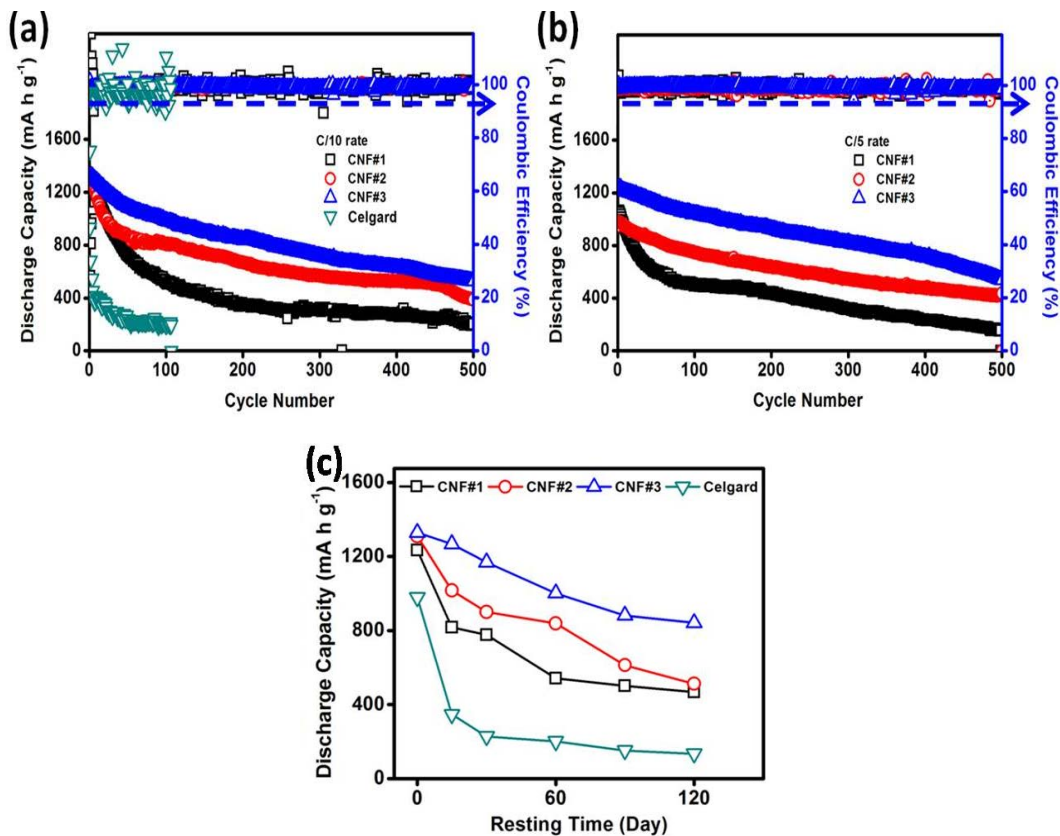 (a)
Discharge Capacity (mA h g⁻¹)
1600
1200
800
400
0
C/10 rate
CNF#1
CNF#2
CNF#3
Celgard
100
80
60
40
20
0
Coulombic Efficiency (%)
0 100 200 300 400 500
Cycle Number
(b)
Discharge Capacity (mA h g⁻¹)
1600
1200
800
400
0
C/5 rate
CNF#1
CNF#2
CNF#3
100
80
60
40
20
0
Coulombic Efficiency (%)
0 100 200 300 400 500
Cycle Number
(c)
Discharge Capacity (mA h g⁻¹)
1600
1200
800
400
0
CNF#1 CNF#2 CNF#3 Celgard
0 60 120
Resting Time (Day)